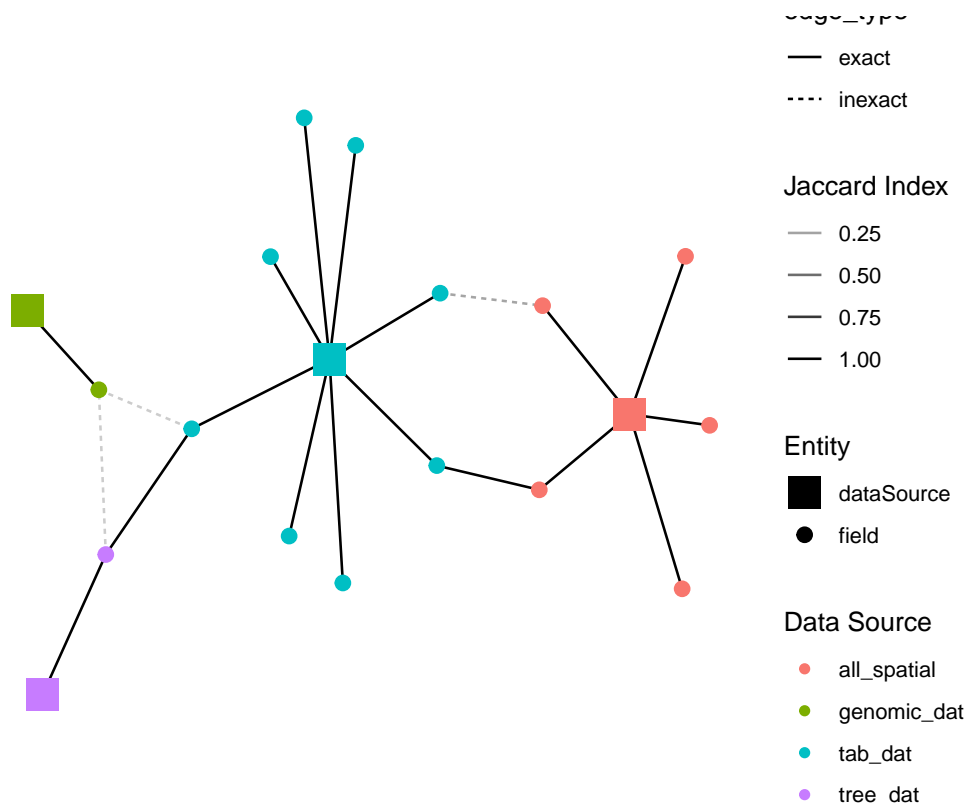 edge_type
exact
inexact
Jaccard Index
0.25
0.50
0.75
1.00
Entity
dataSource
field
Data Source
all_spatial
genomic_dat
tab_dat
tree_dat